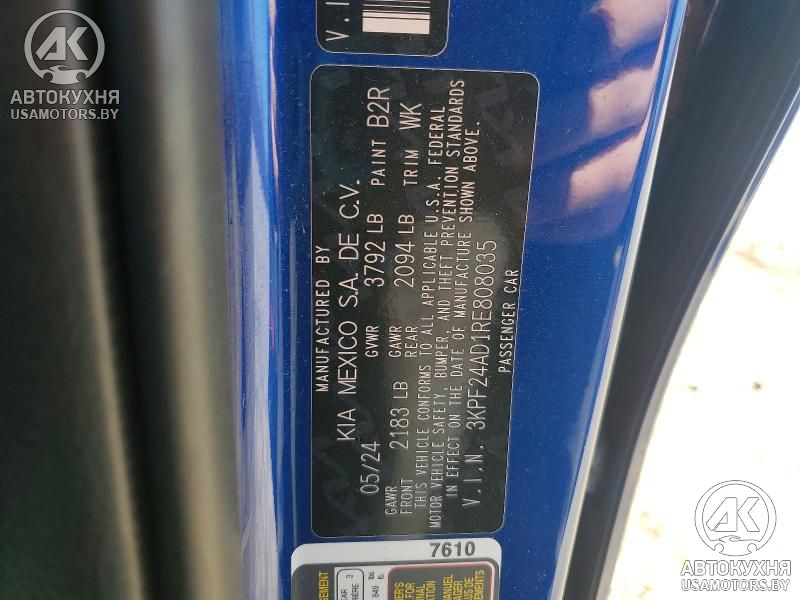 AK
АВТОКУХНЯ
USAMOTORS.BY
V.I.
MANUFACTURED BY
KIA MEXICO S.A. DE C.V.
05/24 GVWR 3792 LB PAINT B2R
GAWR FRONT 2183 LB GAWR REAR 2094 LB TRIM WK
THIS VEHICLE CONFORMS TO ALL APPLICABLE U.S.A. FEDERAL
MOTOR VEHICLE SAFETY, BUMPER, AND THEFT PREVENTION STANDARDS
IN EFFECT ON THE DATE OF MANUFACTURE SHOWN ABOVE.
V.I.N. 3KPF24AD1RE808035
PASSENGER CAR
7610
AK
АВТОКУХНЯ
USAMOTORS.BY